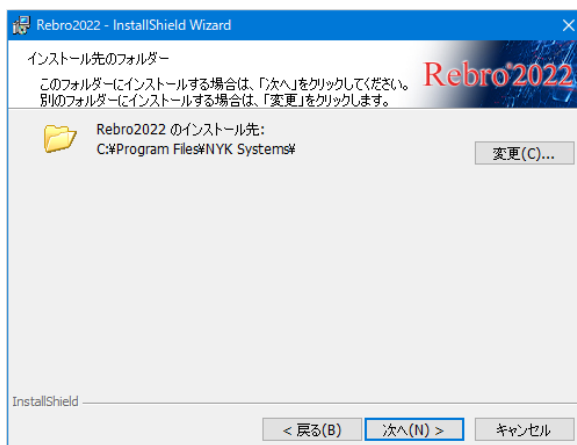 Rebro2022 - InstallShield Wizard
インストール先のフォルダー
このフォルダーにインストールする場合は、「次へ」をクリックしてください。
別のフォルダーにインストールする場合は、「変更」をクリックします。
Rebro®2022
Rebro2022 のインストール先:
C:¥Program Files¥NYK Systems¥
変更(C)...
InstallShield
< 戻る(B)
次へ(N) >
キャンセル